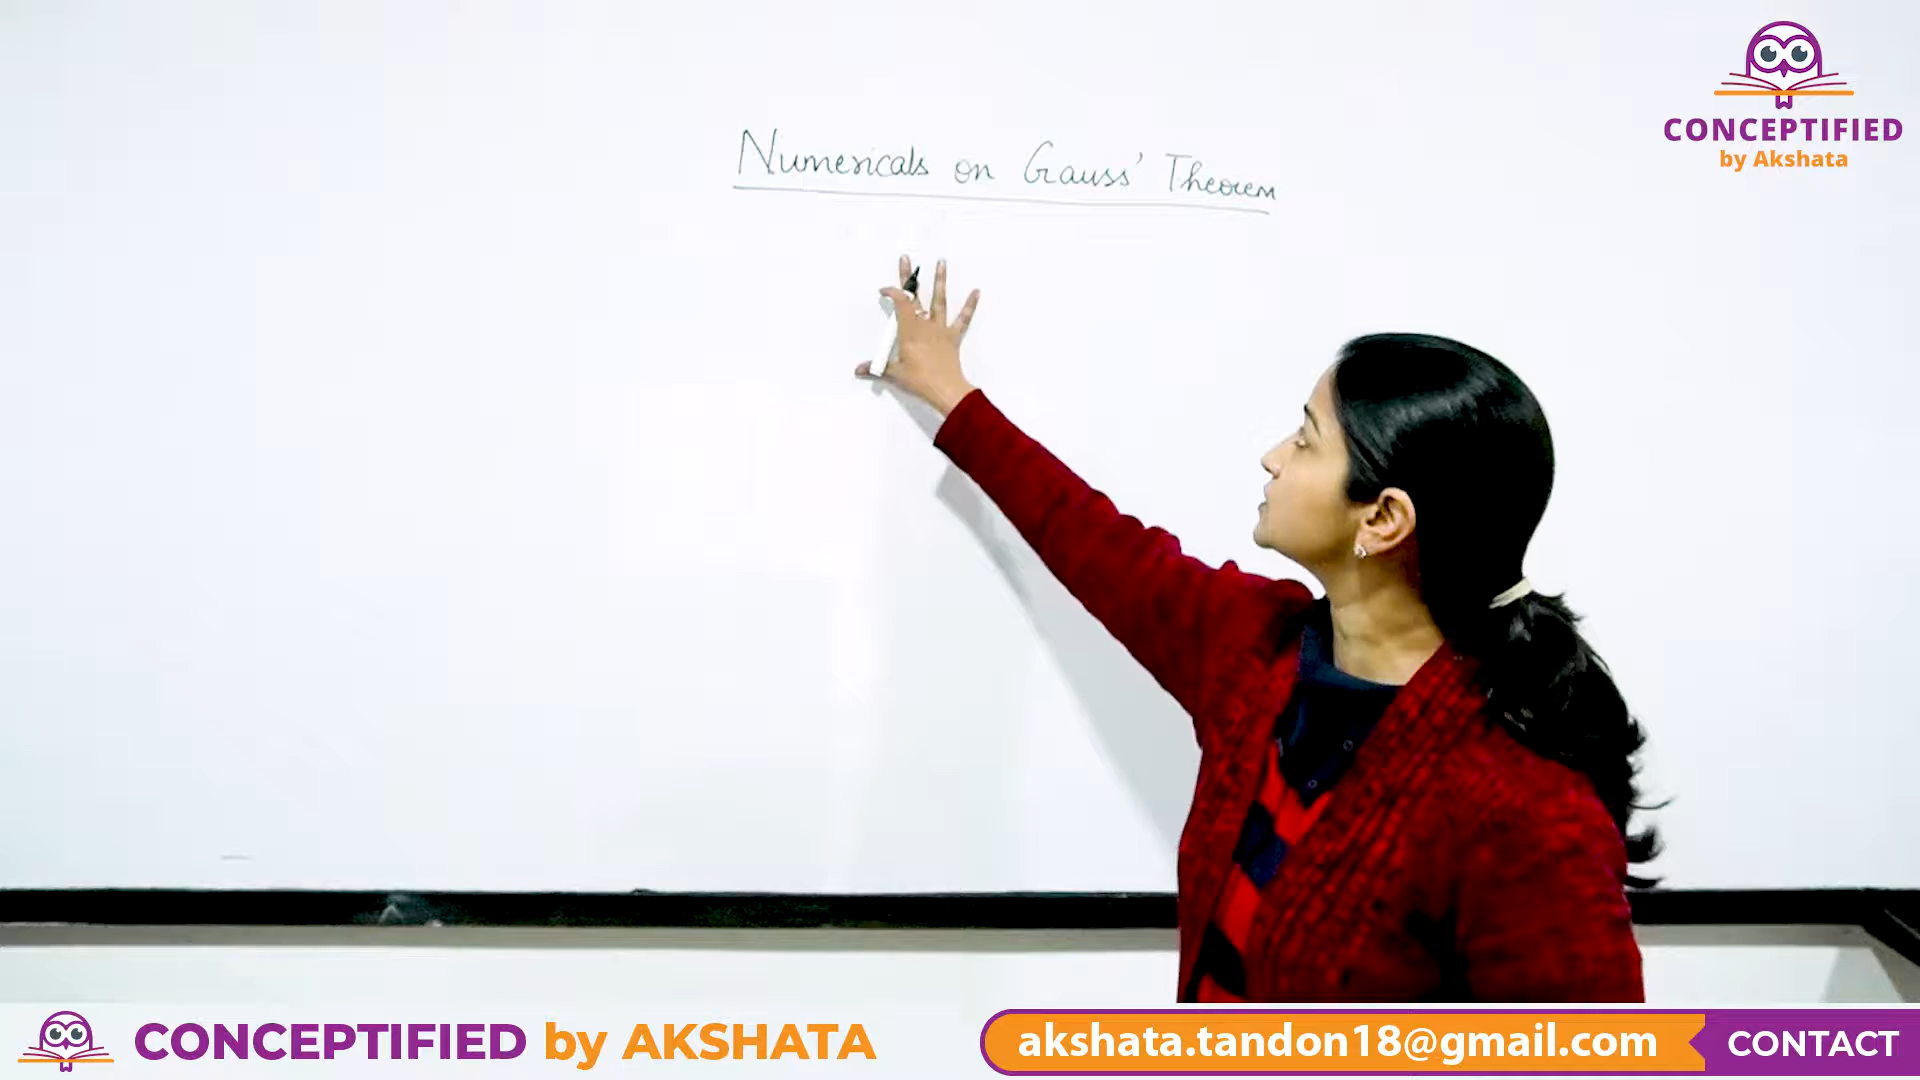 Numericals on Gauss' Theorem
CONCEPTIFIED
by Akshata
CONCEPTIFIED by AKSHATA
akshata.tandon18@gmail.com
CONTACT